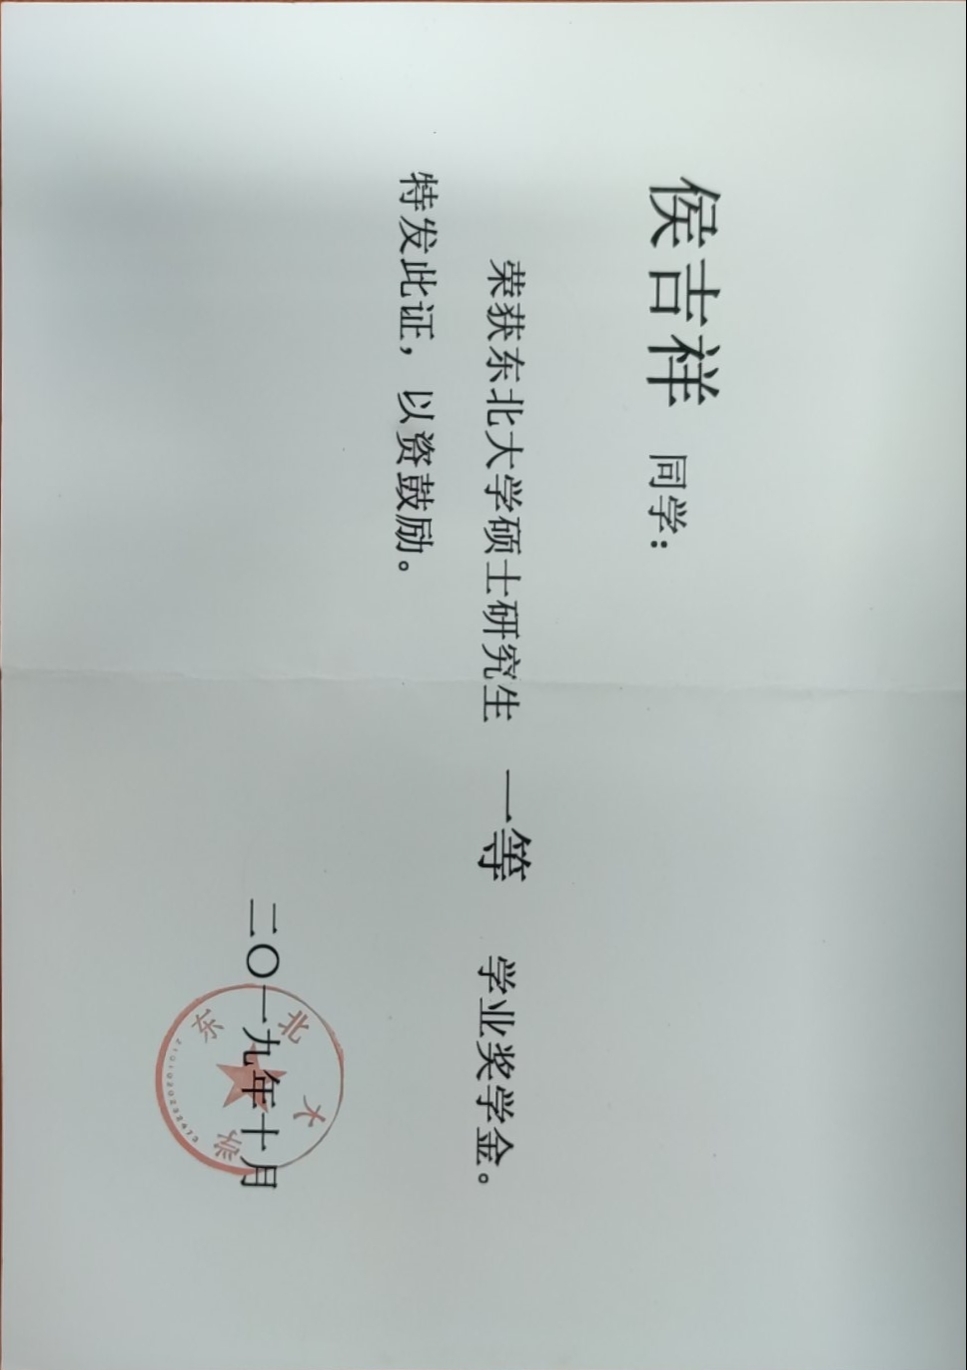 侯吉祥 同学:
荣获东北大学硕士研究生 一等 学业奖学金。
特发此证，以资鼓励。
二〇一九年十月
东北大学